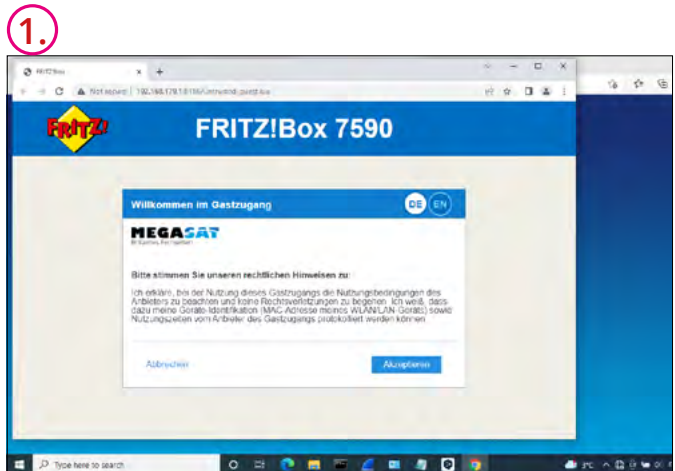 1.
FRITZ!Box
Not secure
FRITZ!
FRITZ!Box 7590
Willkommen im Gastzugang
DE EN
MEGASAT
Bitte stimmen Sie unseren rechtlichen Hinweisen zu:
Ich erkläre, bei der Nutzung dieses Gastzugangs die Nutzungsbedingungen des
Anbieters zu beachten und keine Rechtsverletzungen zu begehen. Ich weiß, dass
dazu meine Geräte-Identifikation (MAC-Adresse meines WLAN/LAN-Geräts) sowie
Nutzungszeiten vom Anbieter des Gastzugangs protokolliert werden können.
Abbrechen
Akzeptieren
Type here to search